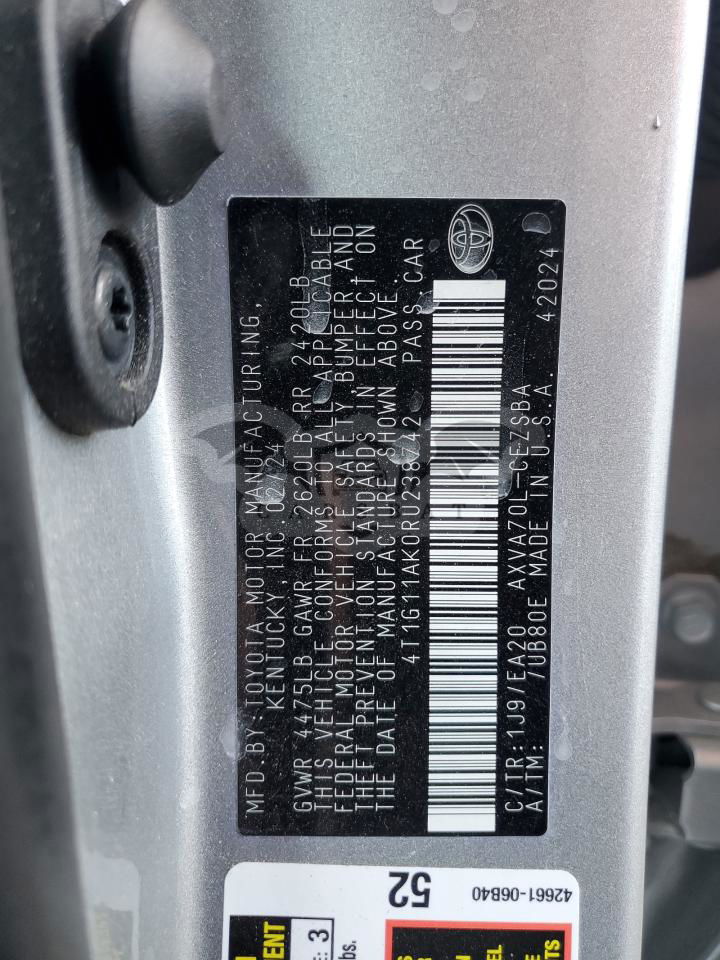 MFD.BY:TOYOTA MOTOR MANUFACTURING,
KENTUCKY, INC. 02/24
GVWR 4475LB GAWR FR 2620LB RR 2420LB
THIS VEHICLE CONFORMS TO ALL APPLICABLE
FEDERAL MOTOR VEHICLE SAFETY, BUMPER, AND
THEFT PREVENTION STANDARDS IN EFFECT ON
THE DATE OF MANUFACTURE SHOWN ABOVE.
4T1G11AK0RU238742 PASS CAR
C/TR:1J9/EA20 AXVA70L-CEZSBA
A/TM: /UB80E MADE IN U.S.A. 42024
52
42661-06B40
3